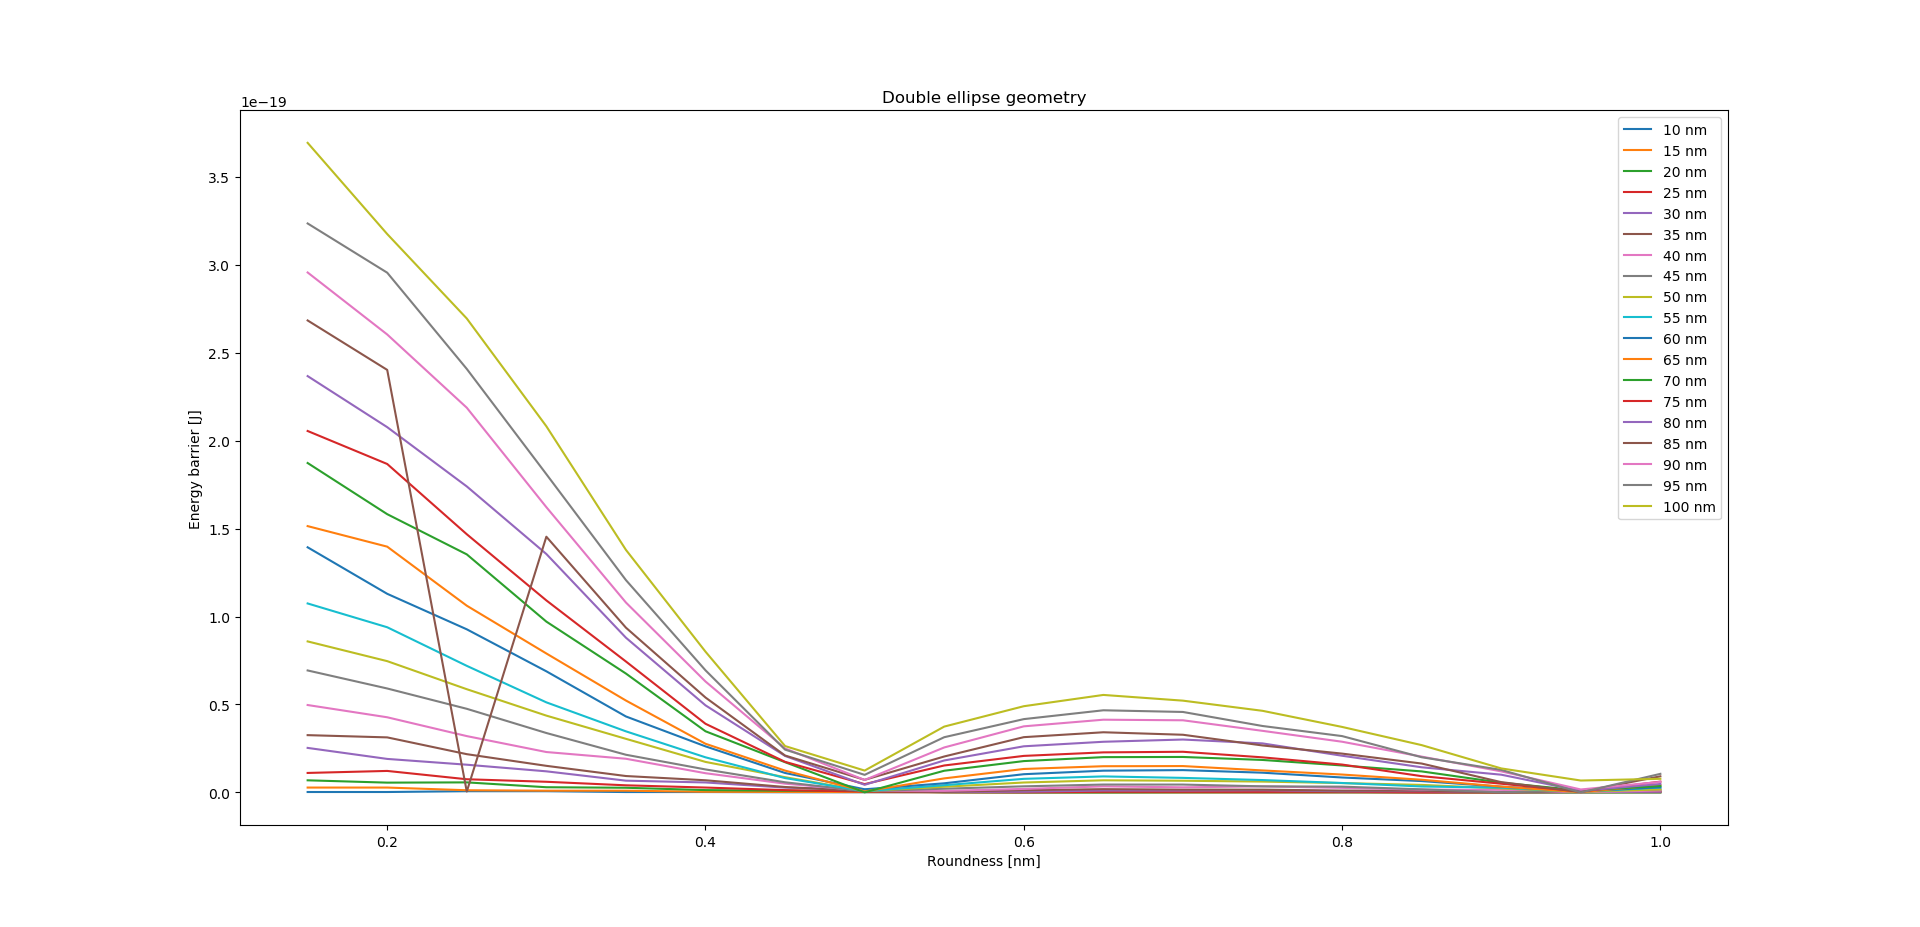 Double ellipse geometry
1e−19
3.5
3.0
2.5
2.0
1.5
1.0
0.5
0.0
Energy barrier [J]
0.2
0.4
0.6
0.8
1.0
Roundness [nm]
10 nm
15 nm
20 nm
25 nm
30 nm
35 nm
40 nm
45 nm
50 nm
55 nm
60 nm
65 nm
70 nm
75 nm
80 nm
85 nm
90 nm
95 nm
100 nm